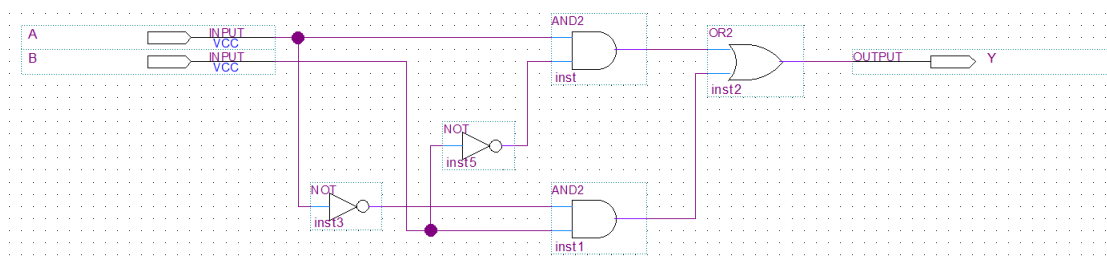 AND2
A INPUT
VCC
OR2
B INPUT
VCC
OUTPUT Y
inst
inst2
NOT
inst5
NOT
AND2
inst3
inst1